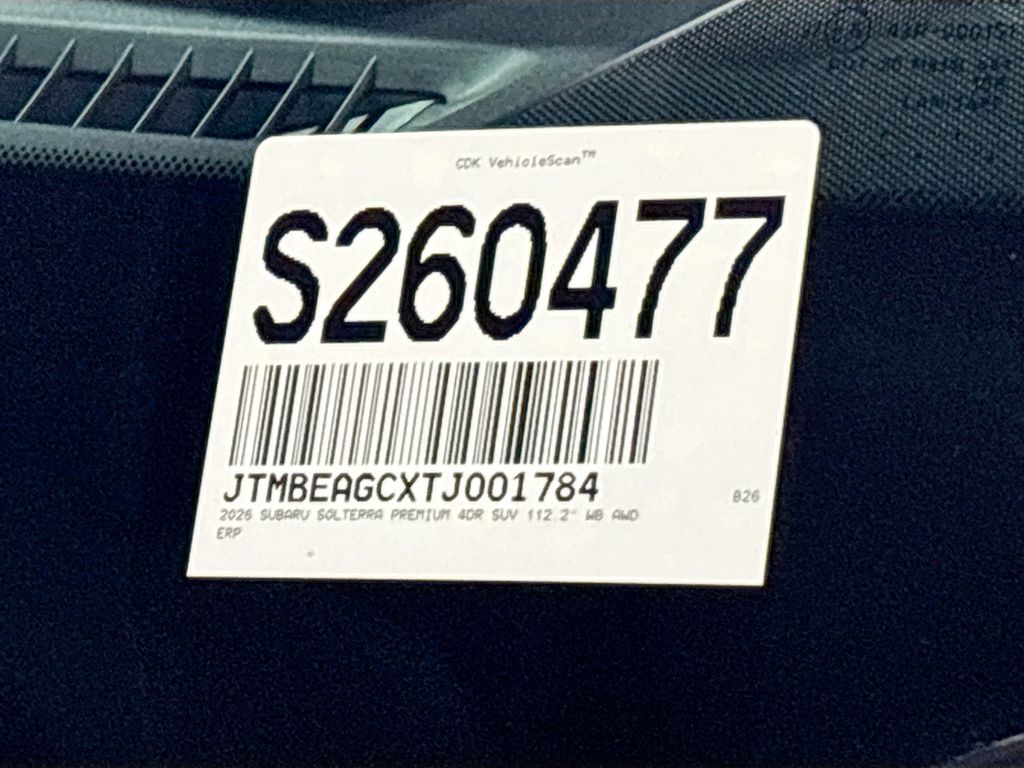 CDK VehicleScan™
S260477
JTMBEAGCXTJ001784
B26
2026 SUBARU SOLTERRA PREMIUM 4DR SUV 112.2" WB AWD
ERP